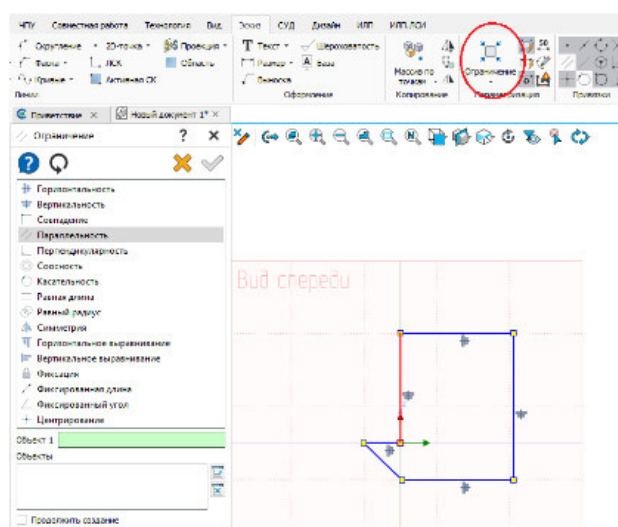 ЧПУ Совместная работа Технология Вид Эскиз СУД Дизайн ИЛП ИЛП.ЛСИ
Скругление 2D-точка Проекция Текст Шероховатость
Фаска ЛСК Область Размер База Массив по точкам Ограничение
Кривые Активная СК Выноска
Линии Оформление Копирование Параметризация Привязки
Приветствие × Новый документ 1* ×
Ограничение ? ×
Горизонтальность
Вертикальность
Совпадение
Параллельность
Перпендикулярность
Соосность
Касательность
Равная длина
Равный радиус
Симметрия
Горизонтальное выравнивание
Вертикальное выравнивание
Фиксация
Фиксированная длина
Фиксированный угол
Центрирование
Объект 1
Объекты
Продолжить создание
Вид спереди